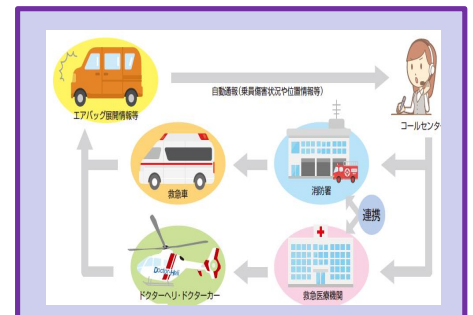 自動通報(乗員傷害状況や位置情報等)
エアバッグ展開情報等
コールセンタ
救急車
消防署
連携
Doctor-Heli
ドクターヘリ・ドクターカー
救急医療機関